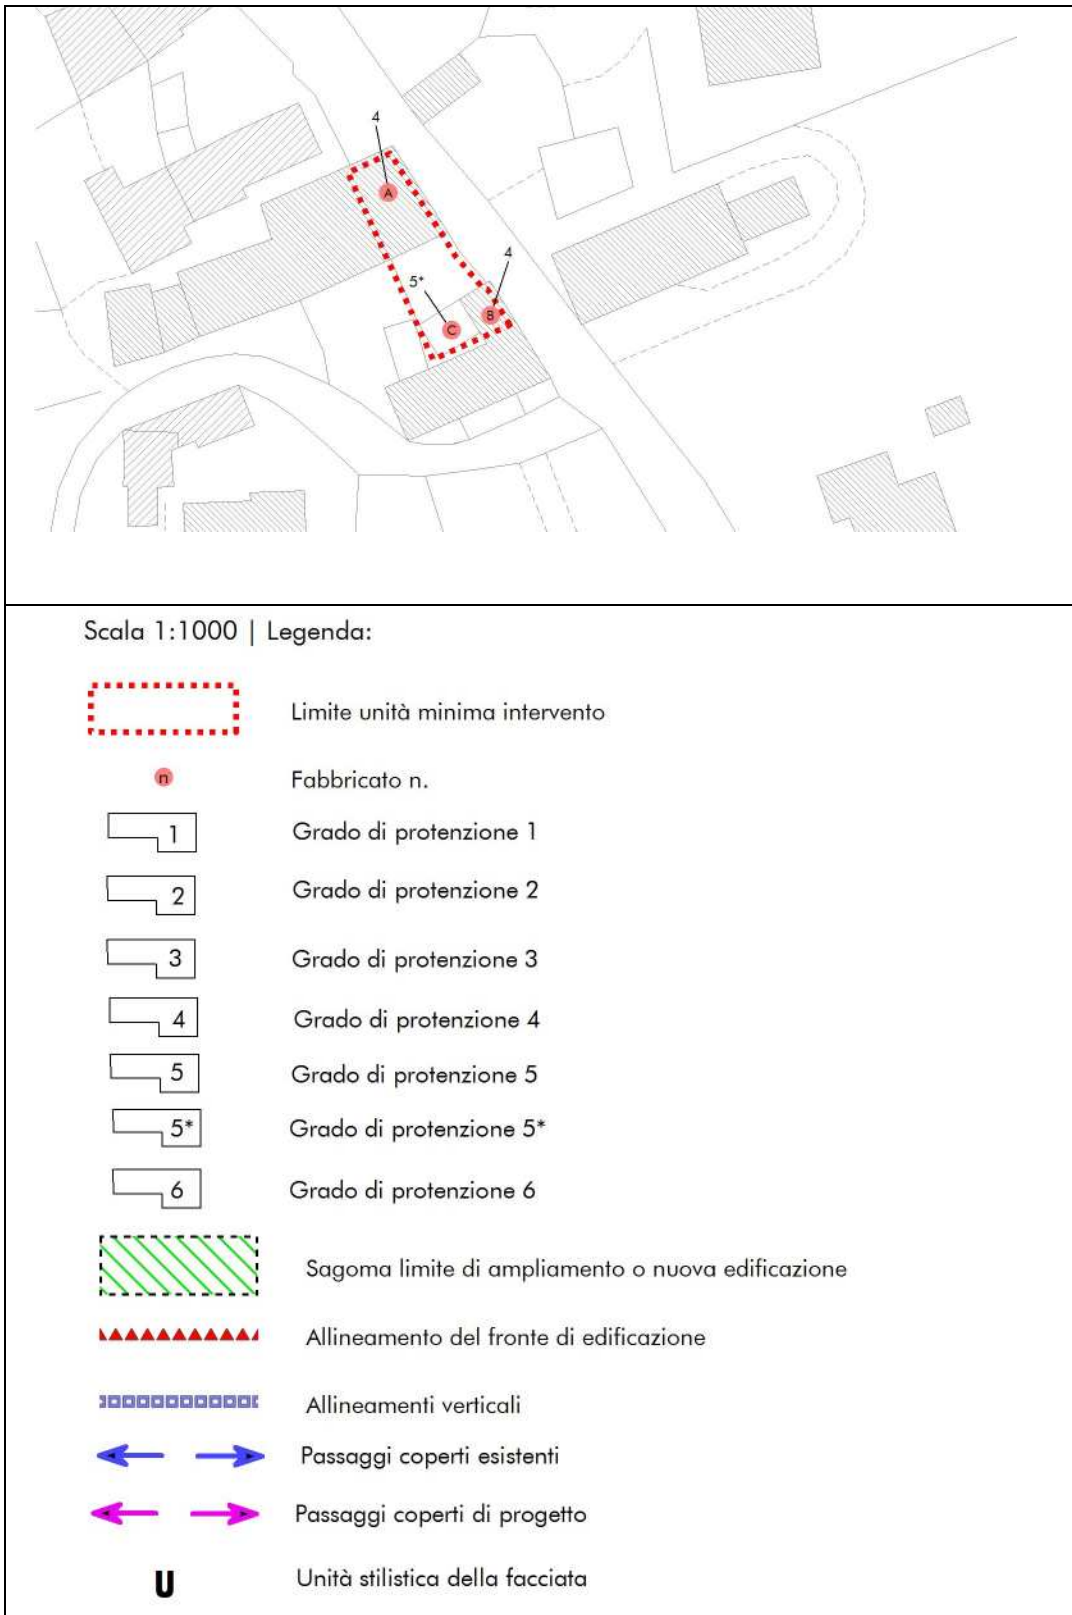 4
A
4
5*
B
C
Scala 1:1000 | Legenda:
Limite unità minima intervento
n
Fabbricato n.
1
Grado di protenzione 1
2
Grado di protenzione 2
3
Grado di protenzione 3
4
Grado di protenzione 4
5
Grado di protenzione 5
5*
Grado di protenzione 5*
6
Grado di protenzione 6
Sagoma limite di ampliamento o nuova edificazione
Allineamento del fronte di edificazione
Allineamenti verticali
Passaggi coperti esistenti
Passaggi coperti di progetto
U
Unità stilistica della facciata